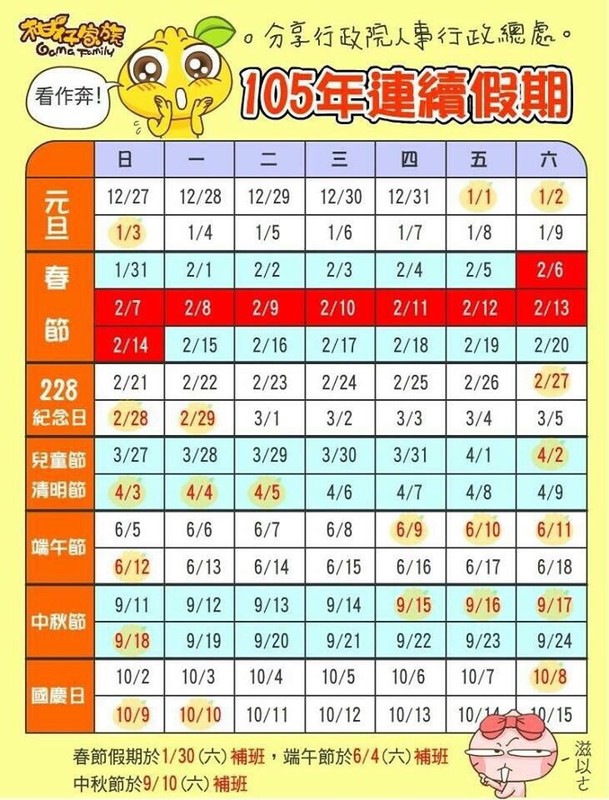 柚仔家族
Gama Family
。分享行政院人事行政總處。
看作奔!
105年連續假期
日 一 二 三 四 五 六
元旦
12/27 12/28 12/29 12/30 12/31 1/1 1/2
1/3 1/4 1/5 1/6 1/7 1/8 1/9
春節
1/31 2/1 2/2 2/3 2/4 2/5 2/6
2/7 2/8 2/9 2/10 2/11 2/12 2/13
2/14 2/15 2/16 2/17 2/18 2/19 2/20
228
紀念日
2/21 2/22 2/23 2/24 2/25 2/26 2/27
2/28 2/29 3/1 3/2 3/3 3/4 3/5
兒童節
清明節
3/27 3/28 3/29 3/30 3/31 4/1 4/2
4/3 4/4 4/5 4/6 4/7 4/8 4/9
端午節
6/5 6/6 6/7 6/8 6/9 6/10 6/11
6/12 6/13 6/14 6/15 6/16 6/17 6/18
中秋節
9/11 9/12 9/13 9/14 9/15 9/16 9/17
9/18 9/19 9/20 9/21 9/22 9/23 9/24
國慶日
10/2 10/3 10/4 10/5 10/6 10/7 10/8
10/9 10/10 10/11 10/12 10/13 10/14 10/15
春節假期於1/30(六)補班，端午節於6/4(六)補班
中秋節於9/10(六)補班
滋以ㄜ